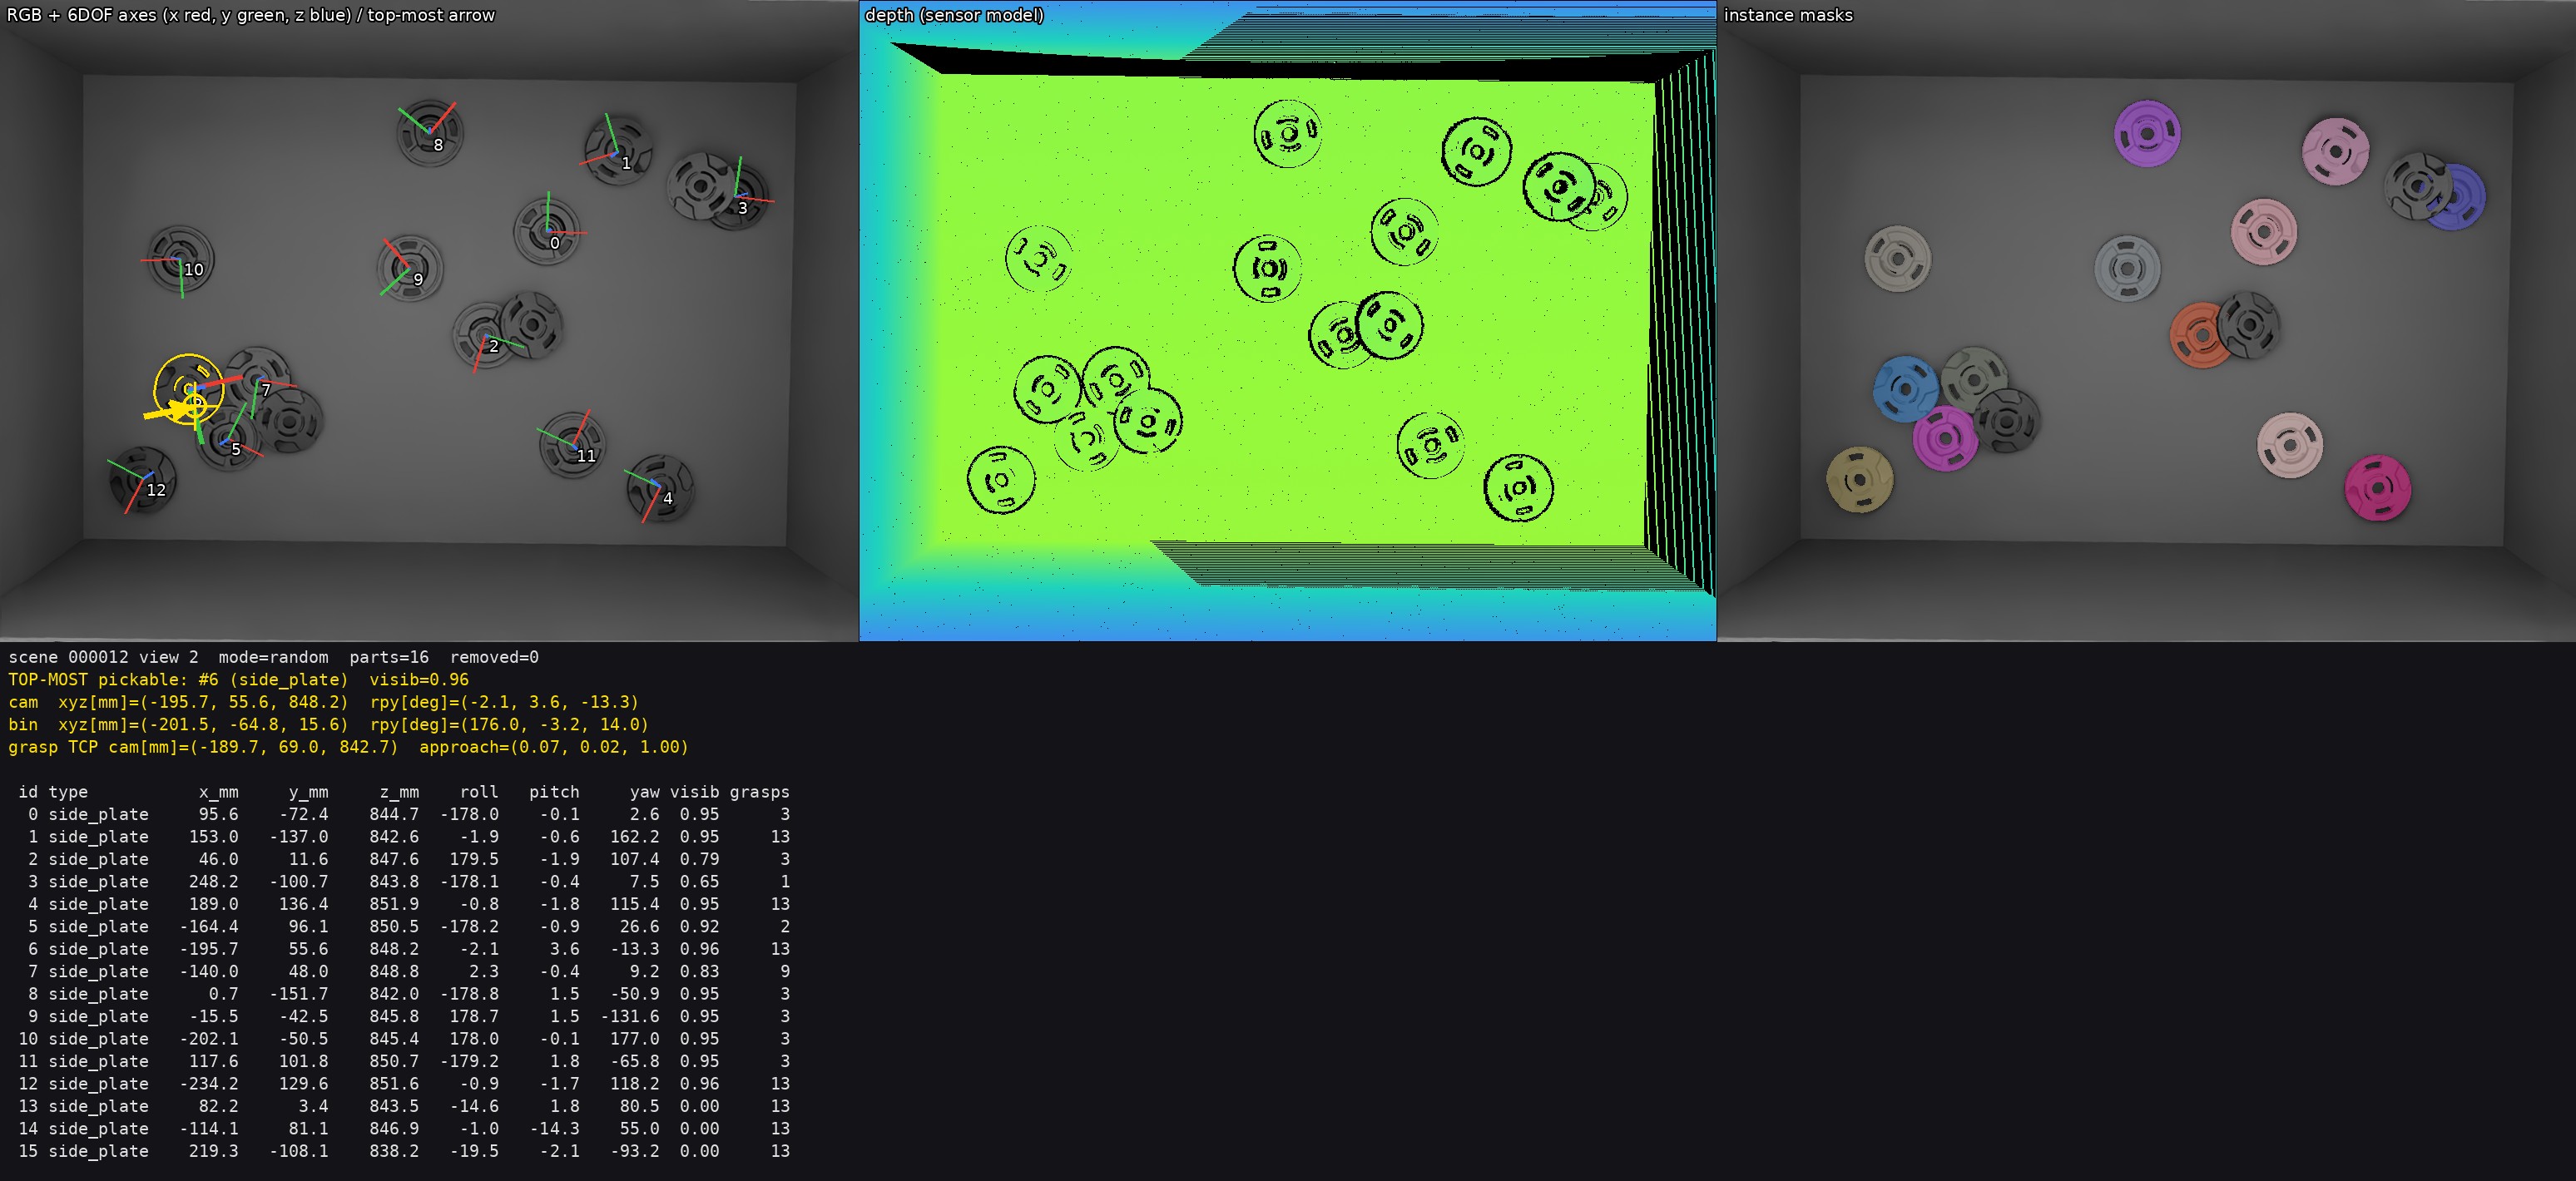 RGB + 6DOF axes (x red, y green, z blue) / top-most arrow
depth (sensor model)
instance masks
8
1
3
0
10
9
2
7
5
11
12
4
scene 000012 view 2  mode=random  parts=16  removed=0
TOP-MOST pickable: #6 (side_plate)  visib=0.96
cam  xyz[mm]=(-195.7, 55.6, 848.2)  rpy[deg]=(-2.1, 3.6, -13.3)
bin  xyz[mm]=(-201.5, -64.8, 15.6)  rpy[deg]=(176.0, -3.2, 14.0)
grasp TCP cam[mm]=(-189.7, 69.0, 842.7)  approach=(0.07, 0.02, 1.00)
id type x_mm y_mm z_mm roll pitch yaw visib grasps
0 side_plate 95.6 -72.4 844.7 -178.0 -0.1 2.6 0.95 3
1 side_plate 153.0 -137.0 842.6 -1.9 -0.6 162.2 0.95 13
2 side_plate 46.0 11.6 847.6 179.5 -1.9 107.4 0.79 3
3 side_plate 248.2 -100.7 843.8 -178.1 -0.4 7.5 0.65 1
4 side_plate 189.0 136.4 851.9 -0.8 -1.8 115.4 0.95 13
5 side_plate -164.4 96.1 850.5 -178.2 -0.9 26.6 0.92 2
6 side_plate -195.7 55.6 848.2 -2.1 3.6 -13.3 0.96 13
7 side_plate -140.0 48.0 848.8 2.3 -0.4 9.2 0.83 9
8 side_plate 0.7 -151.7 842.0 -178.8 1.5 -50.9 0.95 3
9 side_plate -15.5 -42.5 845.8 178.7 1.5 -131.6 0.95 3
10 side_plate -202.1 -50.5 845.4 178.0 -0.1 177.0 0.95 3
11 side_plate 117.6 101.8 850.7 -179.2 1.8 -65.8 0.95 3
12 side_plate -234.2 129.6 851.6 -0.9 -1.7 118.2 0.96 13
13 side_plate 82.2 3.4 843.5 -14.6 1.8 80.5 0.00 13
14 side_plate -114.1 81.1 846.9 -1.0 -14.3 55.0 0.00 13
15 side_plate 219.3 -108.1 838.2 -19.5 -2.1 -93.2 0.00 13